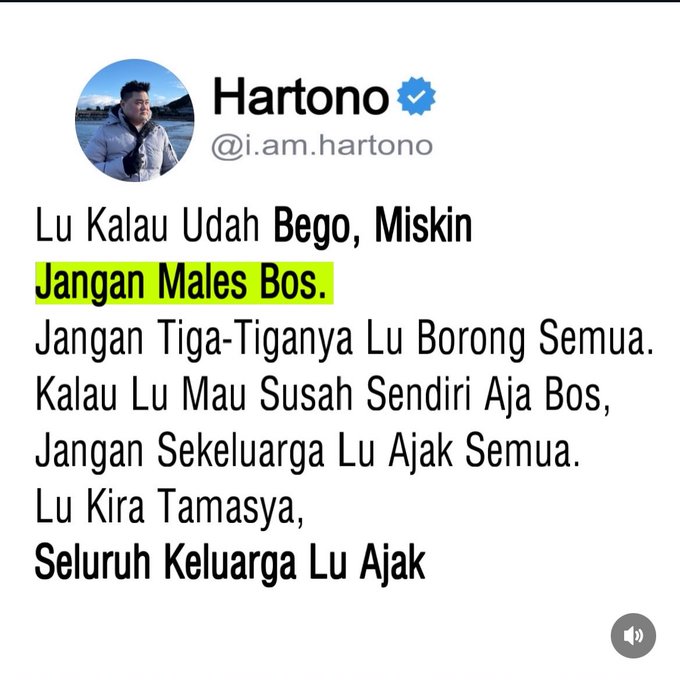 Hartono
@i.am.hartono
Lu Kalau Udah Bego, Miskin
Jangan Males Bos.
Jangan Tiga-Tiganya Lu Borong Semua.
Kalau Lu Mau Susah Sendiri Aja Bos,
Jangan Sekeluarga Lu Ajak Semua.
Lu Kira Tamasya,
Seluruh Keluarga Lu Ajak